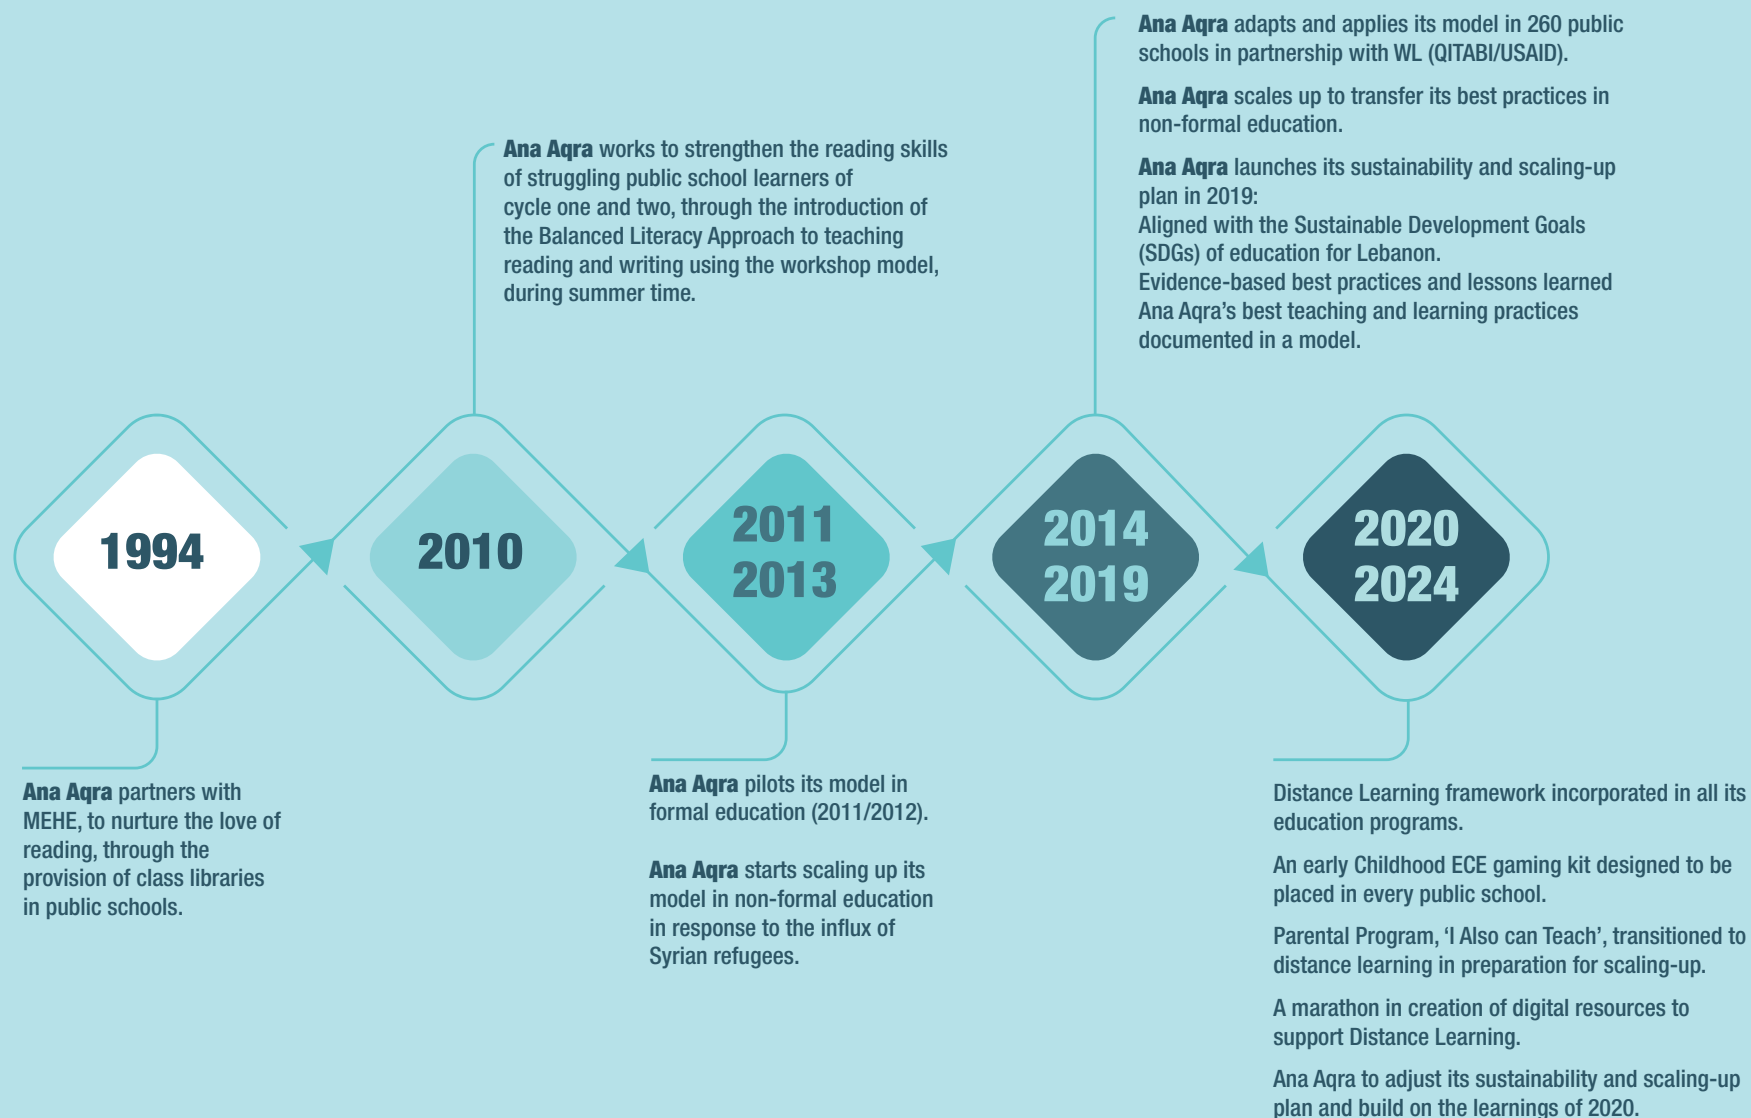 1994
Ana Aqra partners with
MEHE, to nurture the love of
reading, through the
provision of class libraries
in public schools.
2010
Ana Aqra works to strengthen the reading skills
of struggling public school learners of
cycle one and two, through the introduction of
the Balanced Literacy Approach to teaching
reading and writing using the workshop model,
during summer time.
2011
2013
Ana Aqra pilots its model in
formal education (2011/2012).
Ana Aqra starts scaling up its
model in non-formal education
in response to the influx of
Syrian refugees.
2014
2019
Ana Aqra adapts and applies its model in 260 public
schools in partnership with WL (QITABI/USAID).
Ana Aqra scales up to transfer its best practices in
non-formal education.
Ana Aqra launches its sustainability and scaling-up
plan in 2019:
Aligned with the Sustainable Development Goals
(SDGs) of education for Lebanon.
Evidence-based best practices and lessons learned
Ana Aqra’s best teaching and learning practices
documented in a model.
2020
2024
Distance Learning framework incorporated in all its
education programs.
An early Childhood ECE gaming kit designed to be
placed in every public school.
Parental Program, ‘I Also can Teach’, transitioned to
distance learning in preparation for scaling-up.
A marathon in creation of digital resources to
support Distance Learning.
Ana Aqra to adjust its sustainability and scaling-up
plan and build on the learnings of 2020.